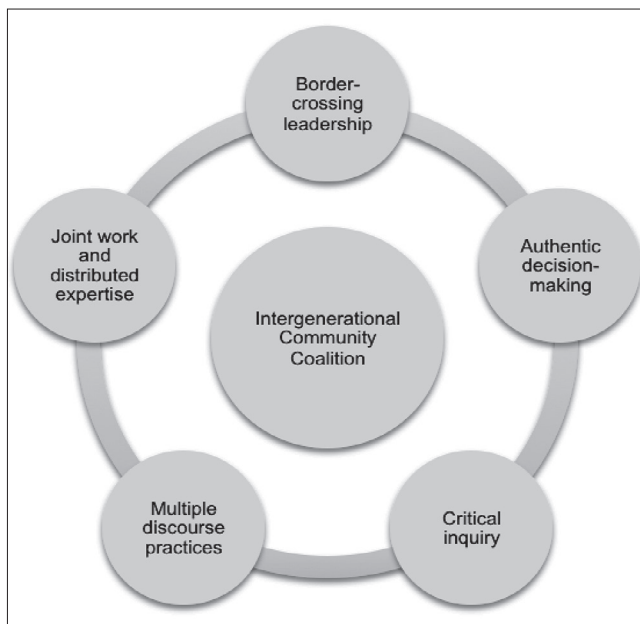 Border-
crossing
leadership
Joint work
and
distributed
expertise
Authentic
decision-
making
Intergenerational
Community
Coalition
Multiple
discourse
practices
Critical
inquiry